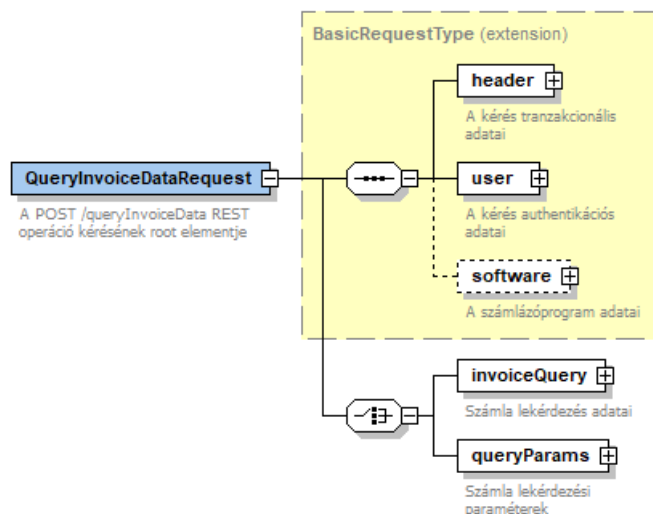 BasicRequestType (extension)
header
A kérés tranzakcionális
adatai
QueryInvoiceDataRequest
A POST /queryInvoiceData REST
operáció kérésének root elementje
user
A kérés authentikációs
adatai
software
A számlázóprogram adatai
invoiceQuery
Számla lekérdezés adatai
queryParams
Számla lekérdezési
paraméterek